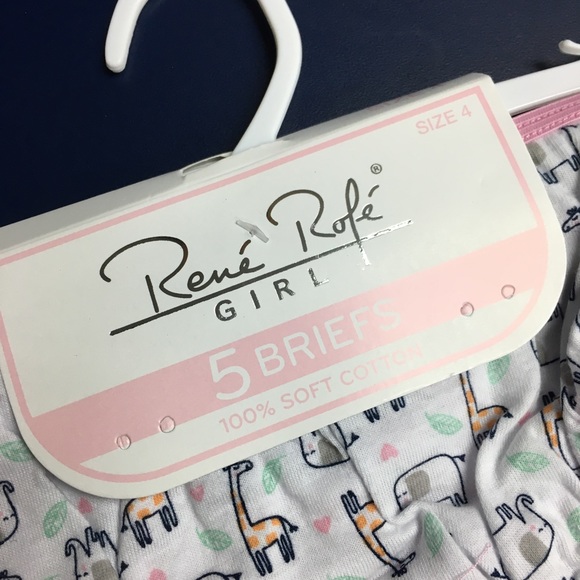 SIZE 4
René Rofé®
GIRL
5 BRIEFS
100% SOFT COTTON